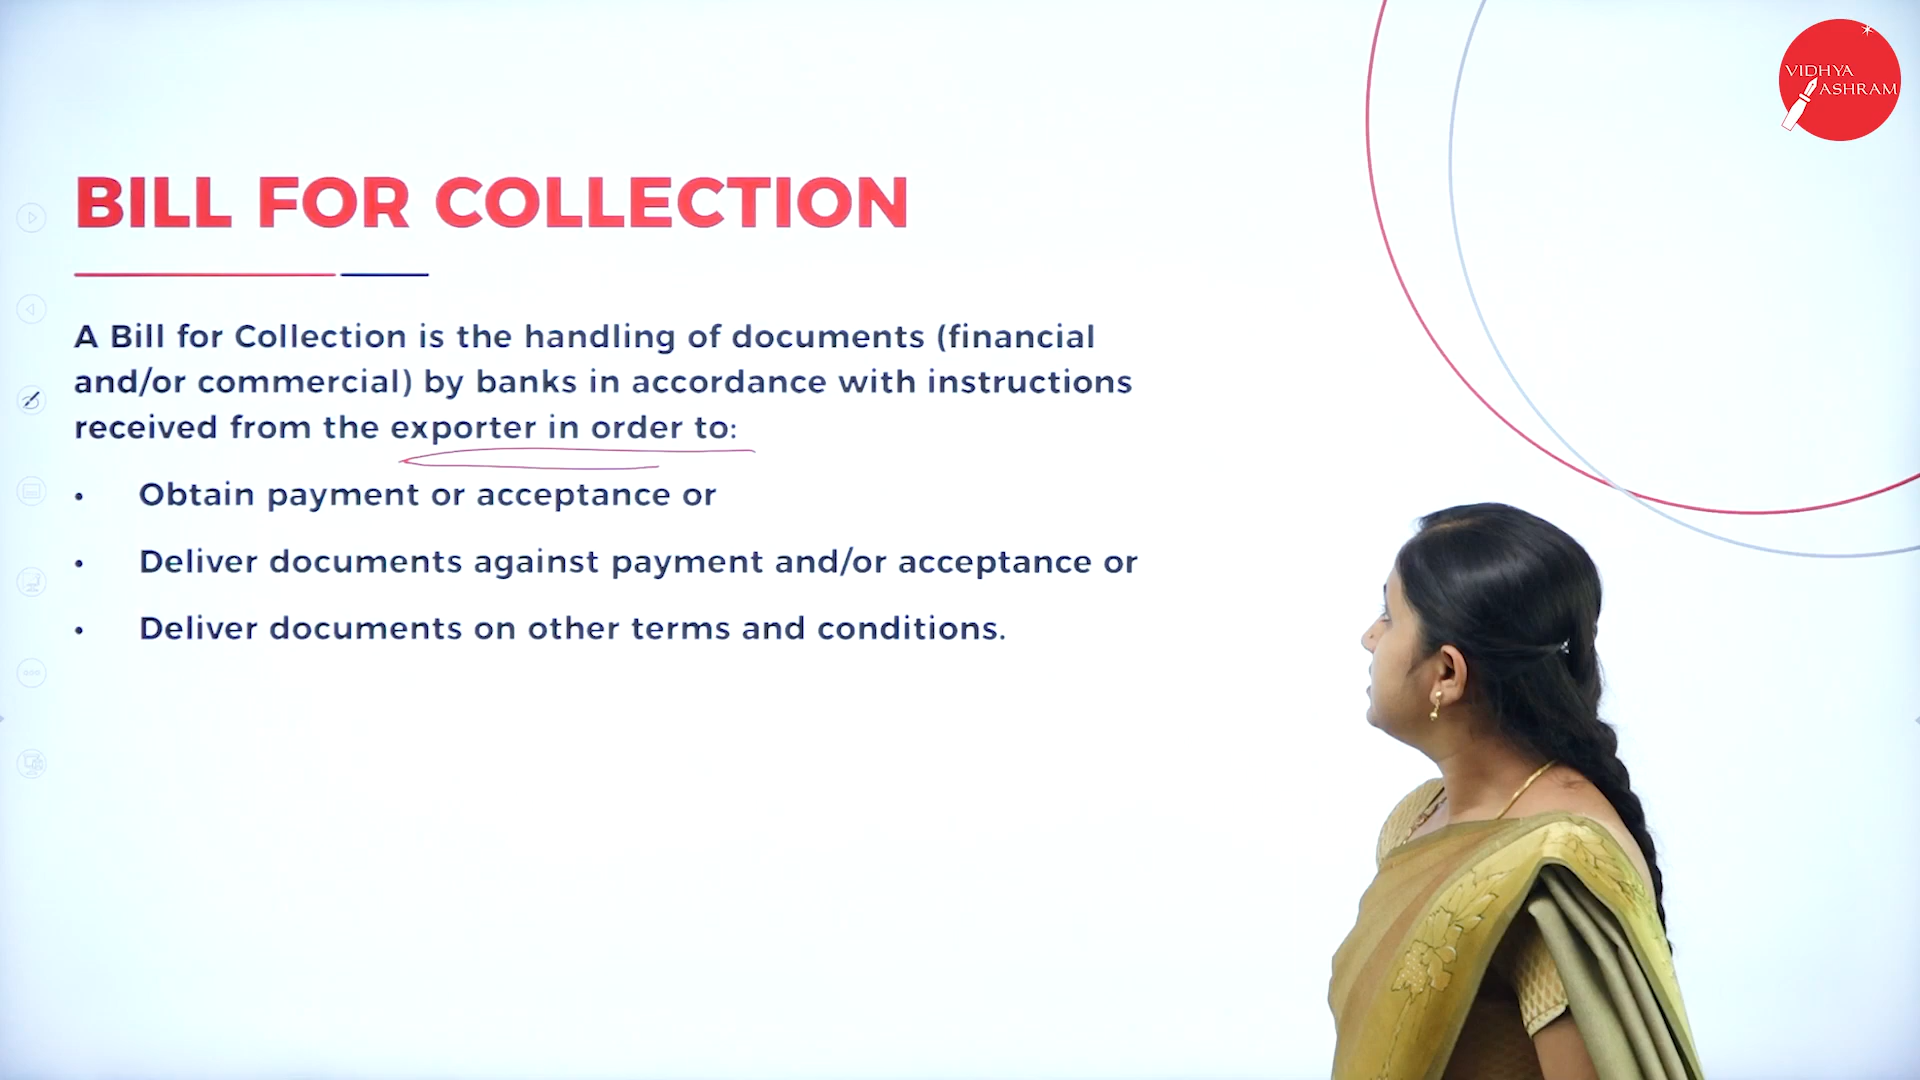 VIDHYA
ASHRAM
BILL FOR COLLECTION
A Bill for Collection is the handling of documents (financial
and/or commercial) by banks in accordance with instructions
received from the exporter in order to:
• Obtain payment or acceptance or
• Deliver documents against payment and/or acceptance or
• Deliver documents on other terms and conditions.